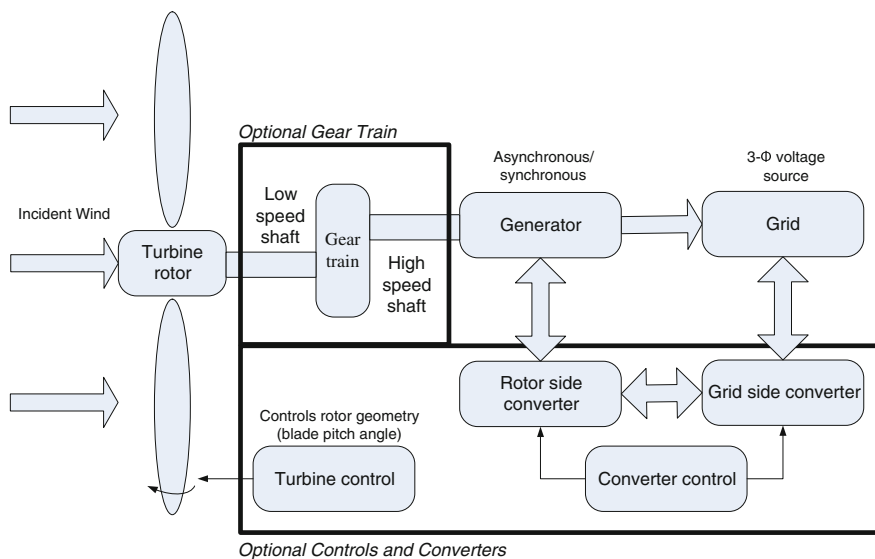 Optional Gear Train
Asynchronous/
synchronous
3-Φ voltage
source
Incident Wind
Low
speed
shaft
Gear
train
Generator
Grid
Turbine
rotor
High
speed
shaft
Rotor side
converter
Grid side converter
Controls rotor geometry
(blade pitch angle)
Turbine control
Converter control
Optional Controls and Converters